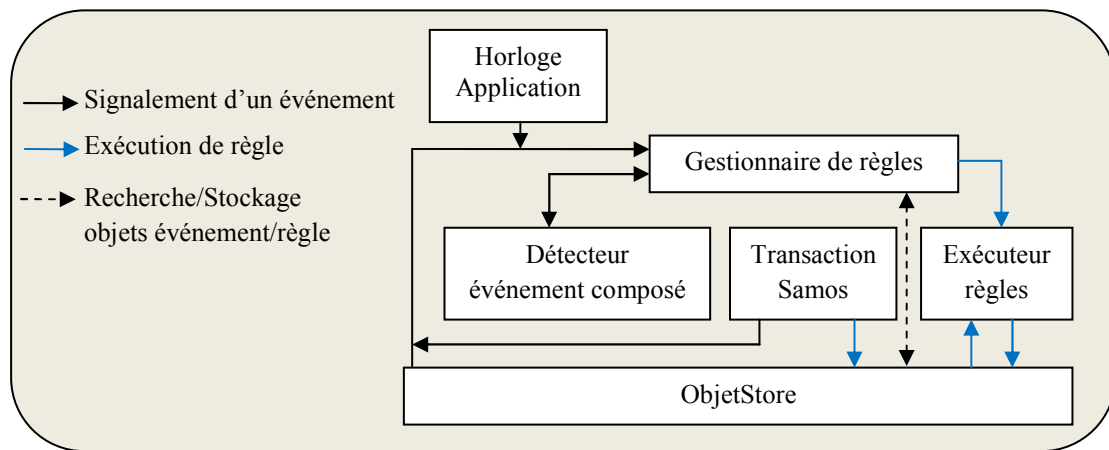 Horloge
Application
Signalement d’un événement
Exécution de règle
Recherche/Stockage
objets événement/règle
Gestionnaire de règles
Détecteur
événement composé
Transaction
Samos
Exécuteur
règles
ObjetStore